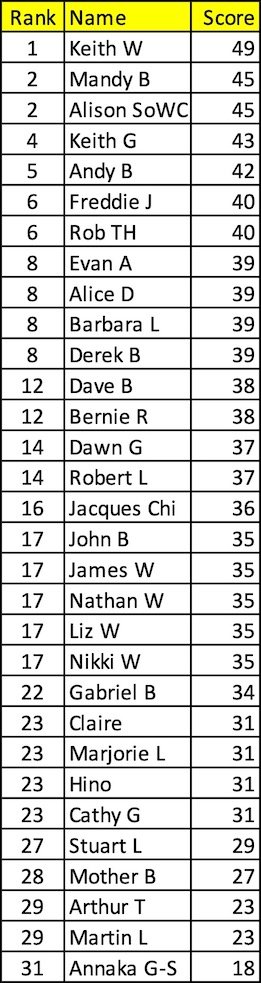 Rank Name Score
1 Keith W 49
2 Mandy B 45
2 Alison SoWC 45
4 Keith G 43
5 Andy B 42
6 Freddie J 40
6 Rob TH 40
8 Evan A 39
8 Alice D 39
8 Barbara L 39
8 Derek B 39
12 Dave B 38
12 Bernie R 38
14 Dawn G 37
14 Robert L 37
16 Jacques Chi 36
17 John B 35
17 James W 35
17 Nathan W 35
17 Liz W 35
17 Nikki W 35
22 Gabriel B 34
23 Claire 31
23 Marjorie L 31
23 Hino 31
23 Cathy G 31
27 Stuart L 29
28 Mother B 27
29 Arthur T 23
29 Martin L 23
31 Annaka G-S 18